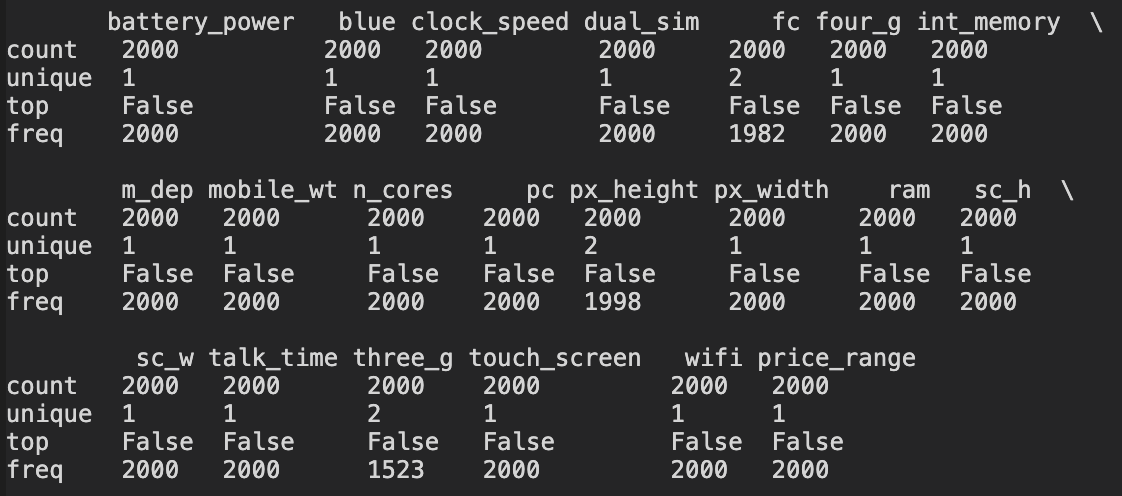 battery_power blue clock_speed dual_sim fc four_g int_memory \
count 2000 2000 2000 2000 2000 2000 2000
unique 1 1 1 1 2 1 1
top False False False False False False False
freq 2000 2000 2000 2000 1982 2000 2000
m_dep mobile_wt n_cores pc px_height px_width ram sc_h \
count 2000 2000 2000 2000 2000 2000 2000 2000
unique 1 1 1 1 2 1 1 1
top False False False False False False False False
freq 2000 2000 2000 2000 1998 2000 2000 2000
sc_w talk_time three_g touch_screen wifi price_range
count 2000 2000 2000 2000 2000 2000
unique 1 1 2 1 1 1
top False False False False False False
freq 2000 2000 1523 2000 2000 2000